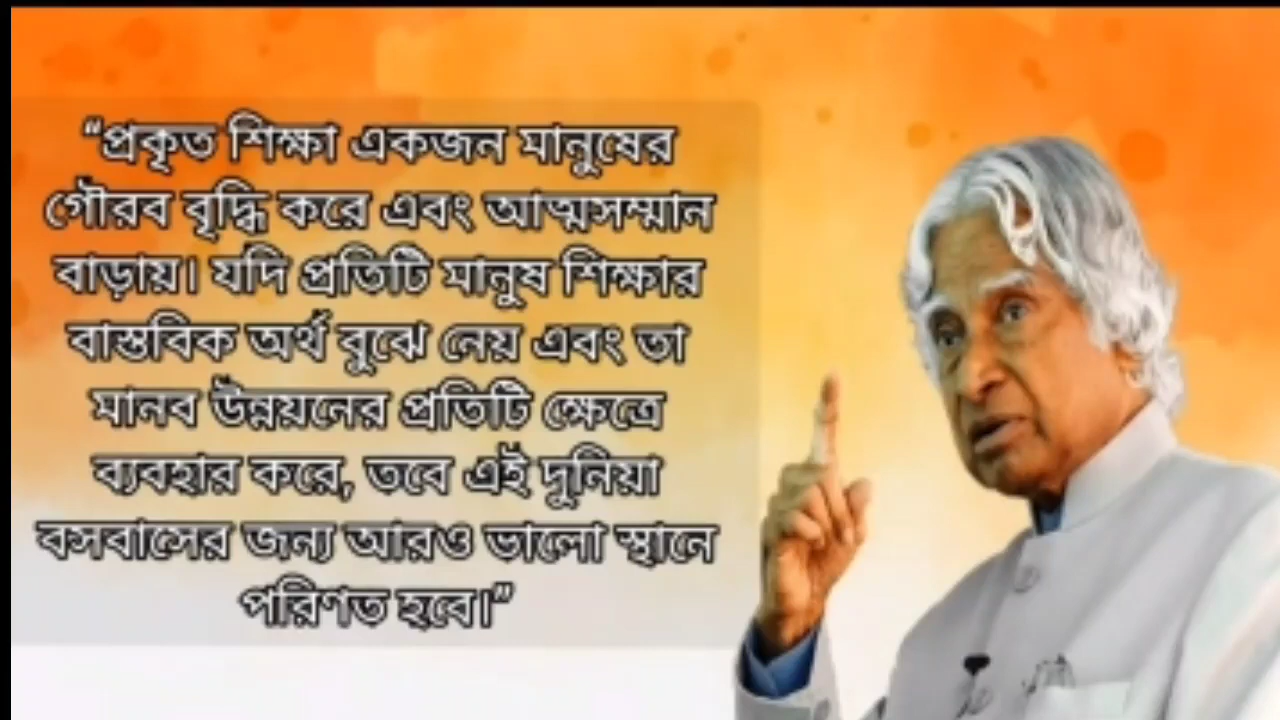 “প্রকৃত শিক্ষা একজন মানুষের
গৌরব বৃদ্ধি করে এবং আত্মসম্মান
বাড়ায়। যদি প্রতিটি মানুষ শিক্ষার
বাস্তবিক অর্থ বুঝে নেয় এবং তা
মানব উন্নয়নের প্রতিটি ক্ষেত্রে
ব্যবহার করে, তবে এই দুনিয়া
বসবাসের জন্য আরও ভালো স্থানে
পরিণত হবে।”